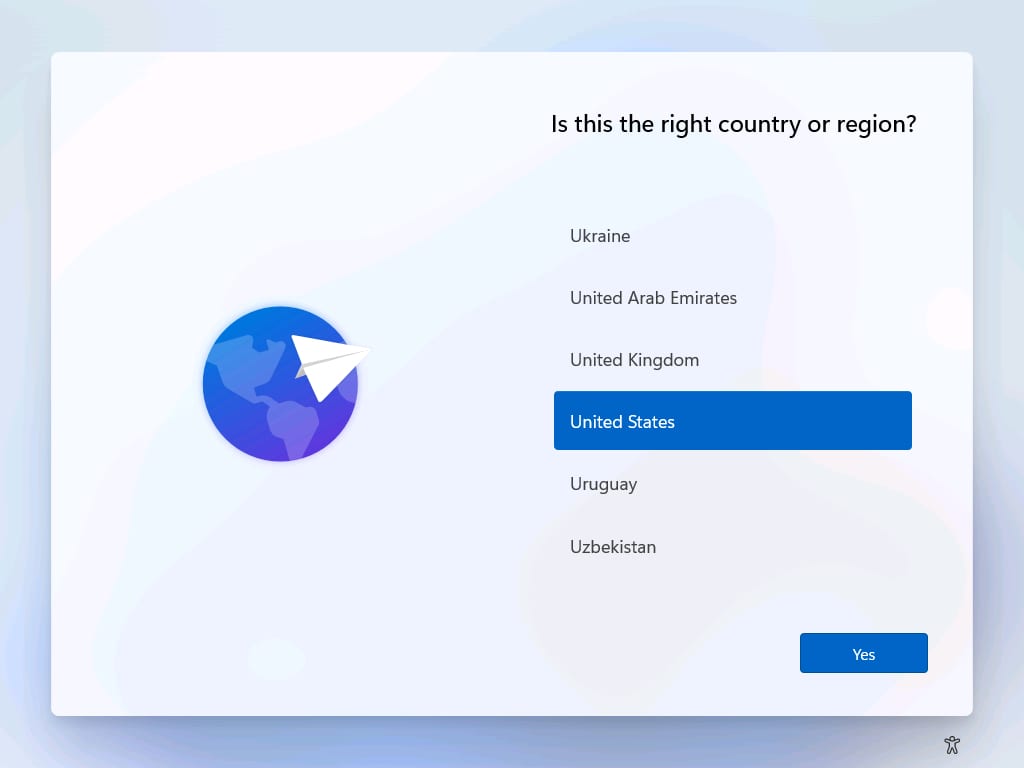 Is this the right country or region?
Ukraine
United Arab Emirates
United Kingdom
United States
Uruguay
Uzbekistan
Yes